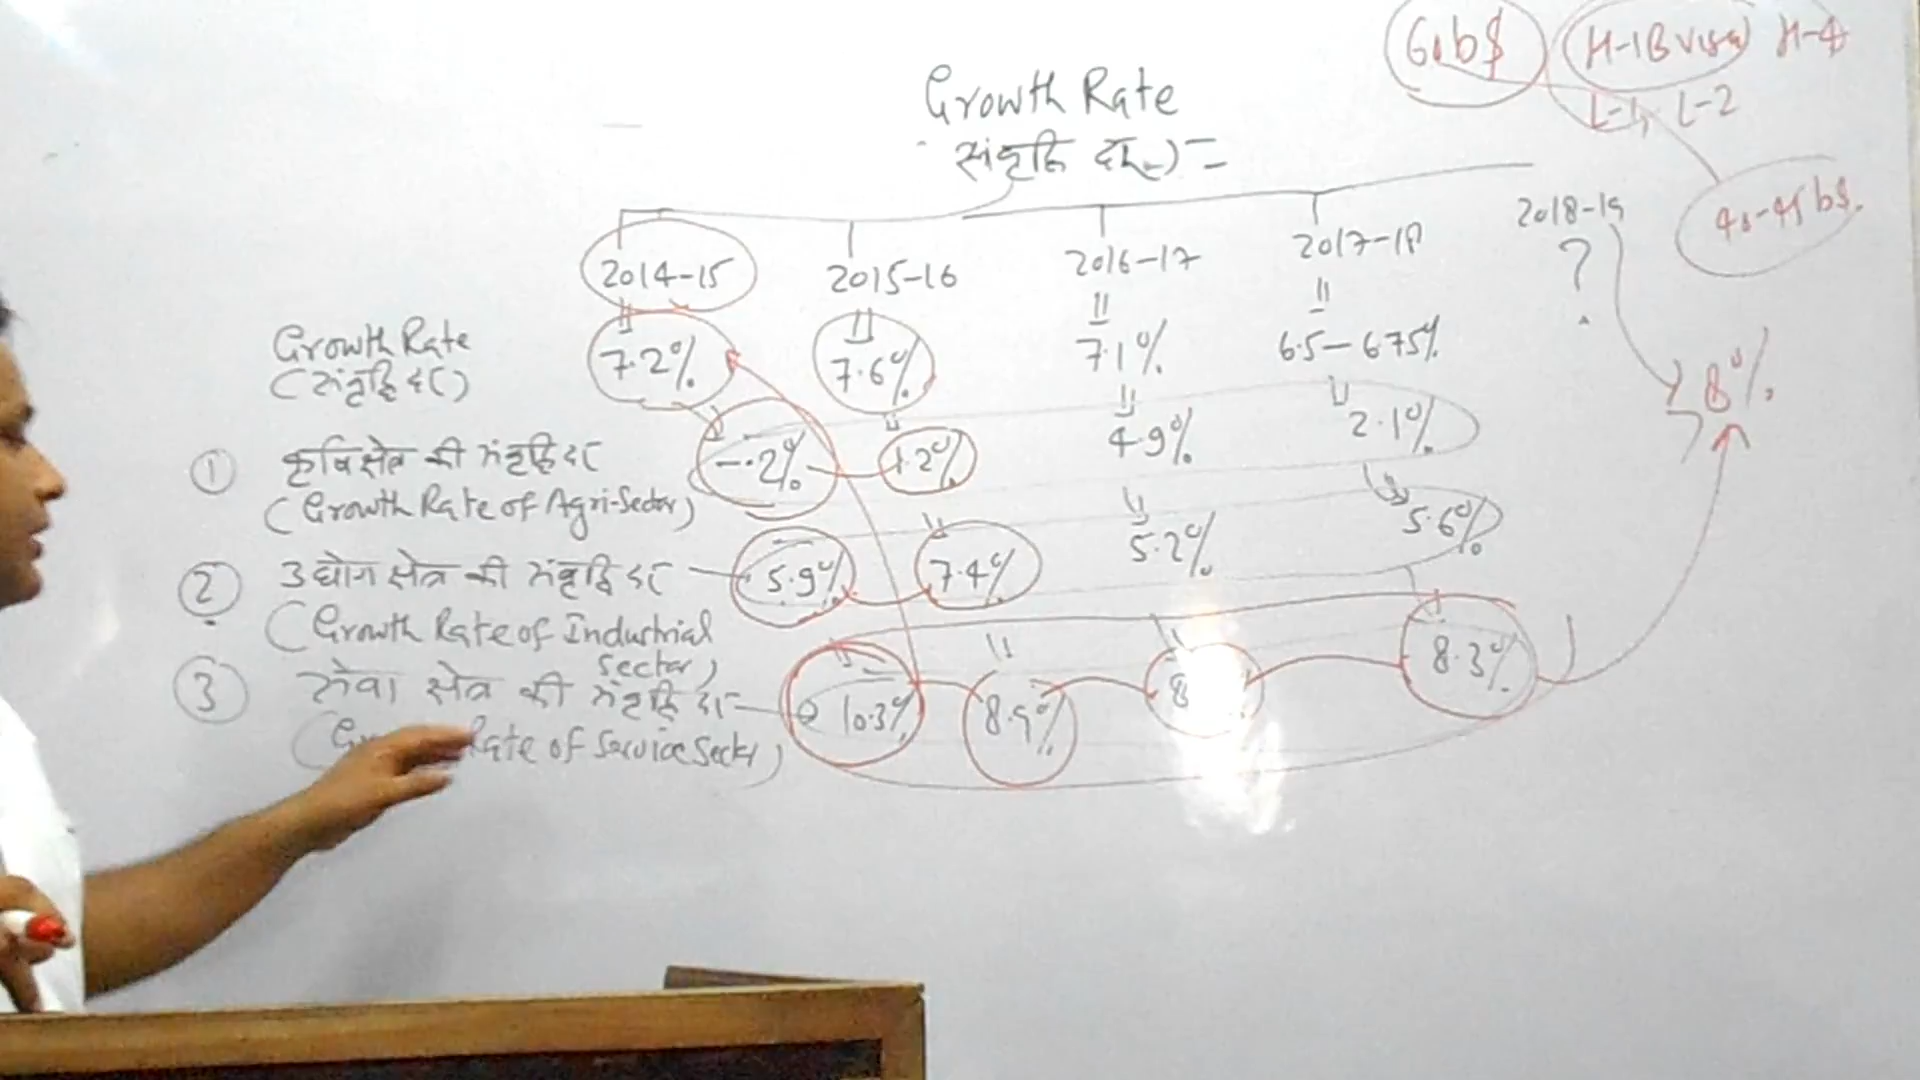 61 b$ H-1B visa H-4
L-1, L-2
40-45 b$.
Growth Rate
संवृद्धि दर) =
2014-15 2015-16 2016-17 2017-18 2018-19
?
Growth Rate 7.2% 7.6% 7.1% 6.5-6.75% 8%
(संवृद्धि दर)
① कृषि क्षेत्र की संवृद्धि दर -.2% 1.2% 4.9% 2.1%
(Growth Rate of Agri-Sector)
② उद्योग क्षेत्र की संवृद्धि दर 5.9% 7.4% 5.2% 5.6%
(Growth Rate of Industrial
Sector)
③ सेवा क्षेत्र की संवृद्धि दर 10.3% 8.9% 8 8.3%
Rate of Service Sector)